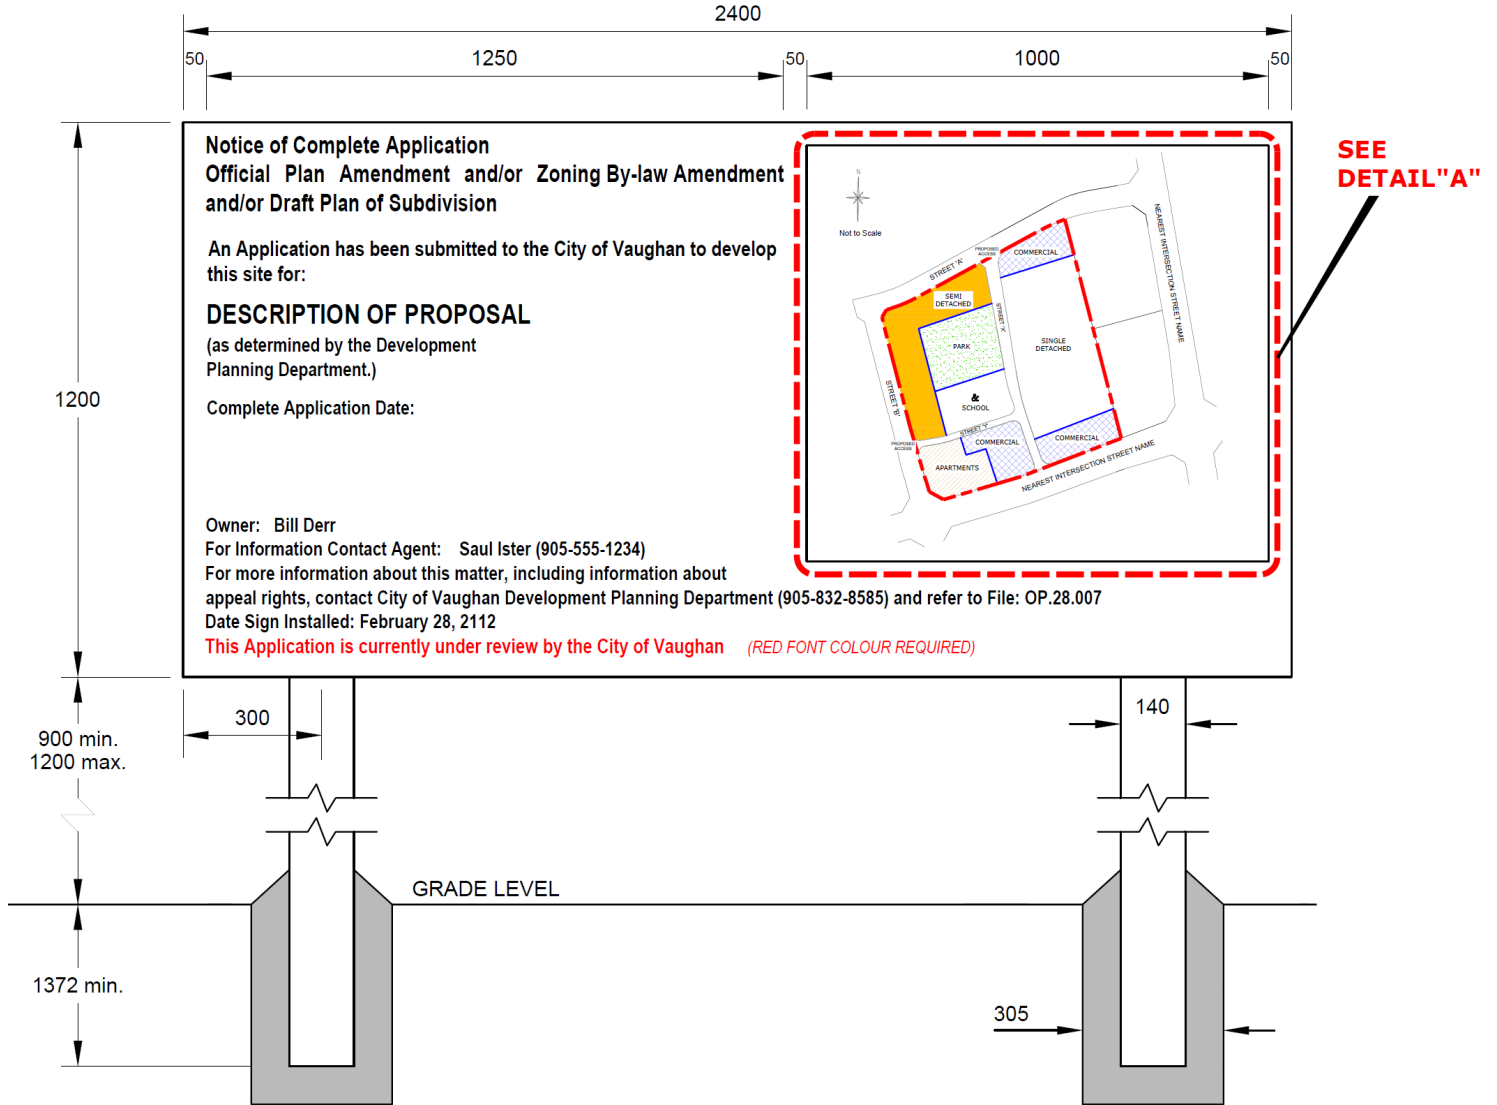 2400
50
1250
50
1000
50
Notice of Complete Application
Official Plan Amendment and/or Zoning By-law Amendment
and/or Draft Plan of Subdivision
An Application has been submitted to the City of Vaughan to develop
this site for:
DESCRIPTION OF PROPOSAL
(as determined by the Development
Planning Department.)
Complete Application Date:
Owner: Bill Derr
For Information Contact Agent: Saul Ister (905-555-1234)
For more information about this matter, including information about
appeal rights, contact City of Vaughan Development Planning Department (905-832-8585) and refer to File: OP.28.007
Date Sign Installed: February 28, 2112
This Application is currently under review by the City of Vaughan (RED FONT COLOUR REQUIRED)
N
Not to Scale
STREET 'A'
PROPOSED
ACCESS
COMMERCIAL
NEAREST INTERSECTION STREET NAME
SEMI
DETACHED
STREET 'X'
PARK
SINGLE
DETACHED
STREET 'B'
&
SCHOOL
STREET 'Y'
PROPOSED
ACCESS
COMMERCIAL
COMMERCIAL
APARTMENTS
NEAREST INTERSECTION STREET NAME
SEE
DETAIL"A"
1200
300
140
900 min.
1200 max.
GRADE LEVEL
1372 min.
305